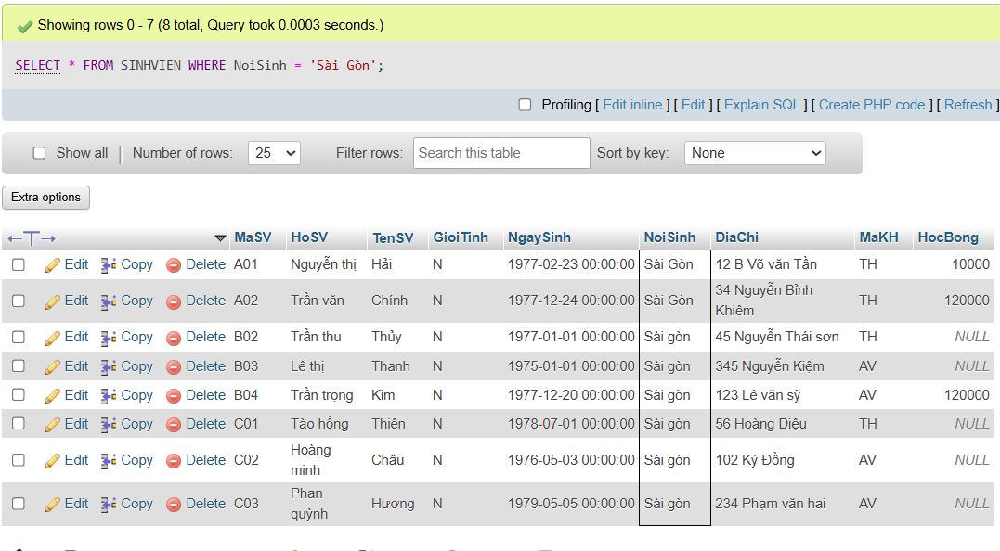 Showing rows 0 - 7 (8 total, Query took 0.0003 seconds.)
SELECT * FROM SINHVIEN WHERE NoiSinh = 'Sài Gòn';
Profiling [ Edit inline ] [ Edit ] [ Explain SQL ] [ Create PHP code ] [ Refresh ]
Show all | Number of rows: 25 Filter rows: Search this table Sort by key: None
Extra options
←T→ MaSV HoSV TenSV GioiTinh NgaySinh NoiSinh DiaChi MaKH HocBong
Edit Copy Delete A01 Nguyễn thị Hải N 1977-02-23 00:00:00 Sài Gòn 12 B Võ văn Tần TH 10000
Edit Copy Delete A02 Trần văn Chính N 1977-12-24 00:00:00 Sài Gòn 34 Nguyễn Bỉnh Khiêm TH 120000
Edit Copy Delete B02 Trần thu Thủy N 1977-01-01 00:00:00 Sài gòn 45 Nguyễn Thái sơn TH NULL
Edit Copy Delete B03 Lê thị Thanh N 1975-01-01 00:00:00 Sài gòn 345 Nguyễn Kiệm AV NULL
Edit Copy Delete B04 Trần trọng Kim N 1977-12-20 00:00:00 Sài gòn 123 Lê văn sỹ AV 120000
Edit Copy Delete C01 Tào hồng Thiên N 1978-07-01 00:00:00 Sài gòn 56 Hoàng Diệu TH NULL
Edit Copy Delete C02 Hoàng minh Châu N 1976-05-03 00:00:00 Sài gòn 102 Kỳ Đồng AV NULL
Edit Copy Delete C03 Phan quỳnh Hương N 1979-05-05 00:00:00 Sài gòn 234 Phạm văn hai AV NULL